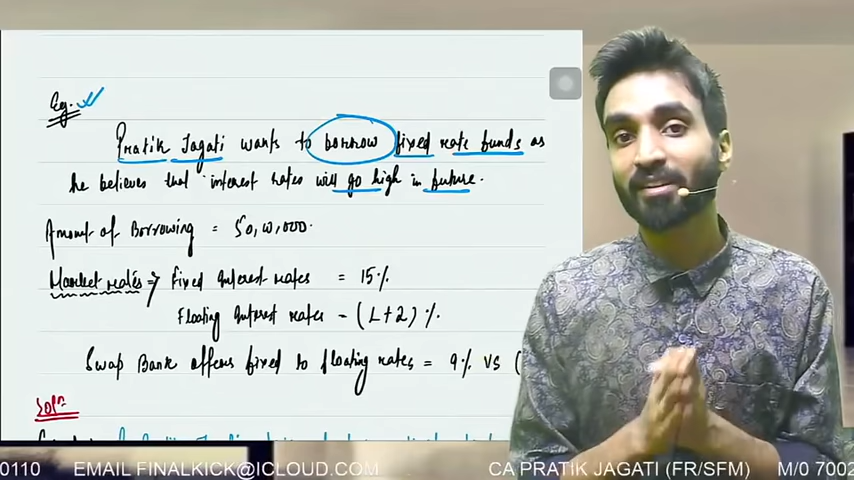 Eg.
Pratik Jagati wants to borrow fixed rate funds as
he believes that interest rates will go high in future.
Amount of Borrowing = 50,00,000.
Market rates ⇒ Fixed Interest rates = 15%
Floating Interest rates = (L+2)%.
Swap Bank offers fixed to floating rates = 9% VS (
Solⁿ
0110 EMAIL FINALKICK@ICLOUD.COM CA PRATIK JAGATI (FR/SFM) M/0 7002